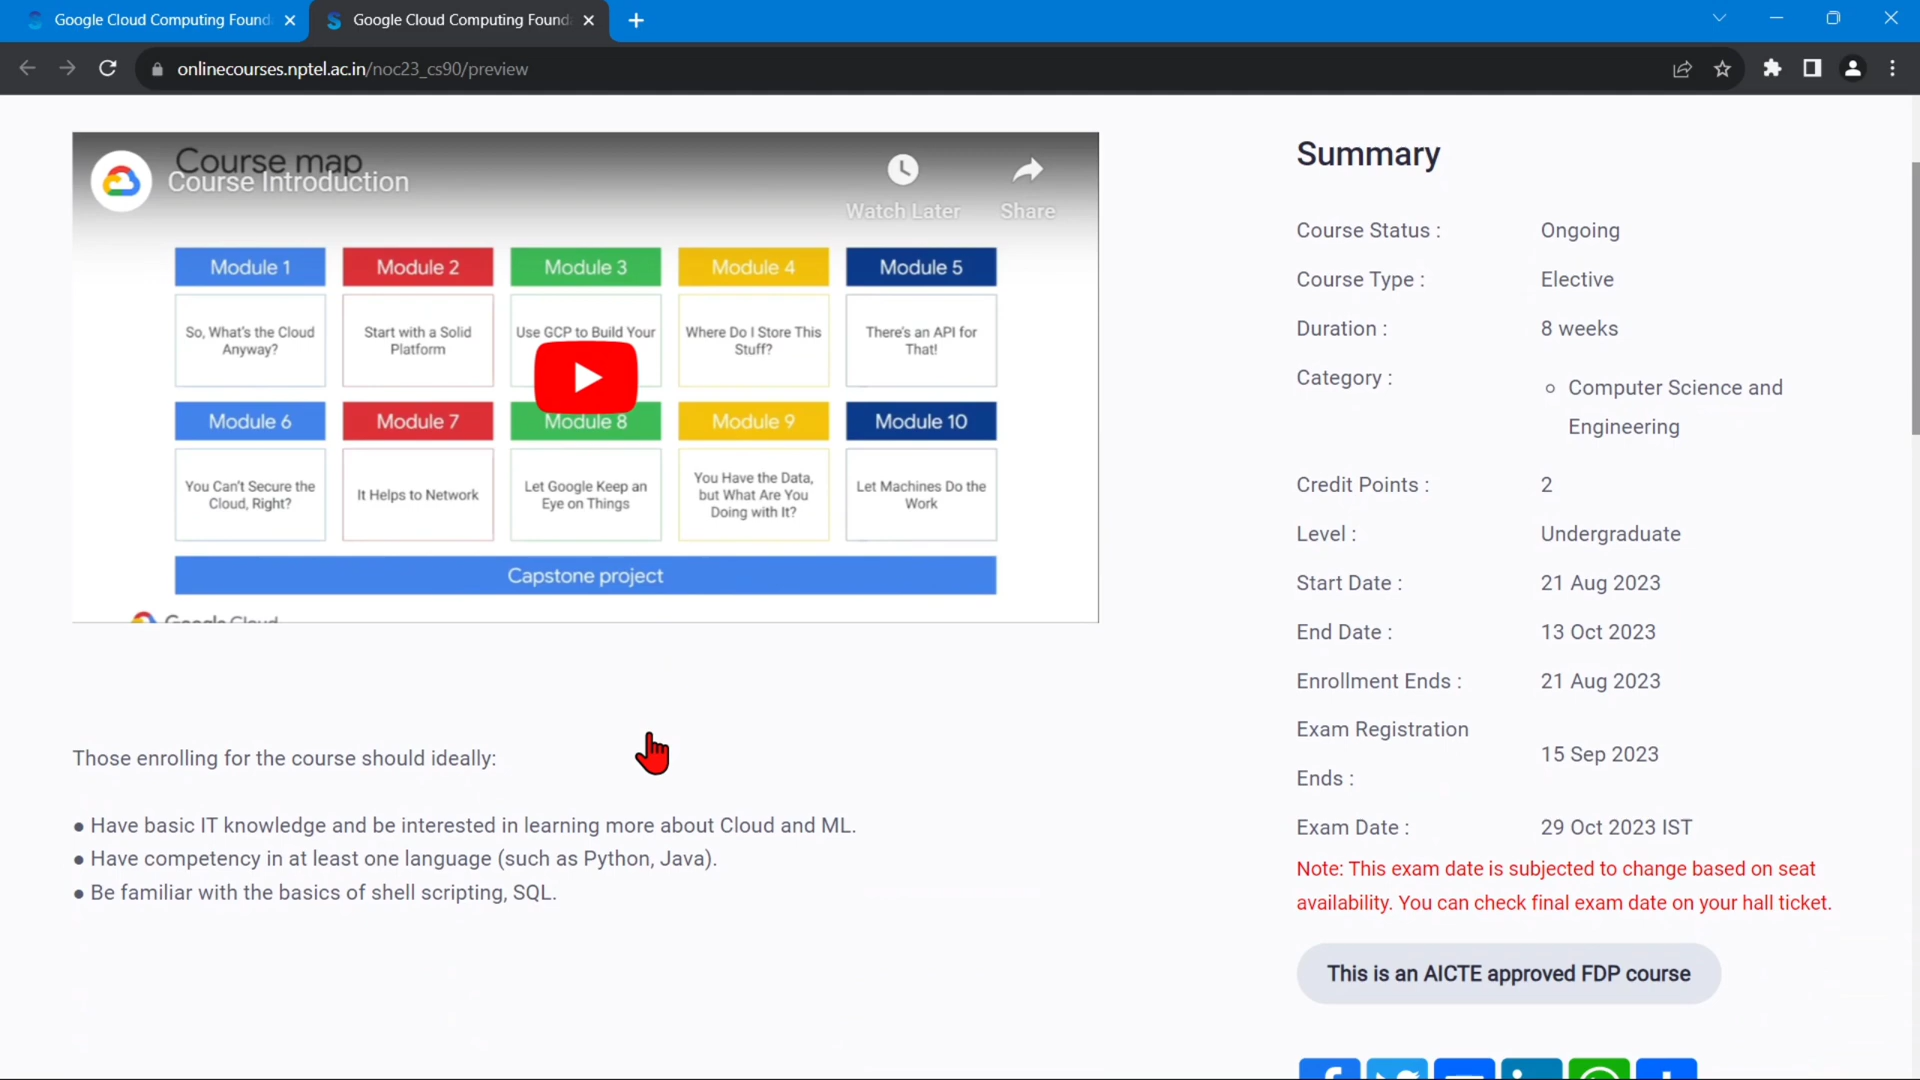 Google Cloud Computing Found
Google Cloud Computing Found
onlinecourses.nptel.ac.in/noc23_cs90/preview
Course map
Course Introduction
Watch Later
Share
Module 1
Module 2
Module 3
Module 4
Module 5
So, What's the Cloud
Anyway?
Start with a Solid
Platform
Use GCP to Build Your
Where Do I Store This
Stuff?
There's an API for
That!
Module 6
Module 7
Module 8
Module 9
Module 10
You Can't Secure the
Cloud, Right?
It Helps to Network
Let Google Keep an
Eye on Things
You Have the Data,
but What Are You
Doing with It?
Let Machines Do the
Work
Capstone project
Google Cloud
Those enrolling for the course should ideally:
● Have basic IT knowledge and be interested in learning more about Cloud and ML.
● Have competency in at least one language (such as Python, Java).
● Be familiar with the basics of shell scripting, SQL.
Summary
Course Status : Ongoing
Course Type : Elective
Duration : 8 weeks
Category :
Computer Science and
Engineering
Credit Points : 2
Level : Undergraduate
Start Date : 21 Aug 2023
End Date : 13 Oct 2023
Enrollment Ends : 21 Aug 2023
Exam Registration
Ends :
15 Sep 2023
Exam Date : 29 Oct 2023 IST
Note: This exam date is subjected to change based on seat
availability. You can check final exam date on your hall ticket.
This is an AICTE approved FDP course